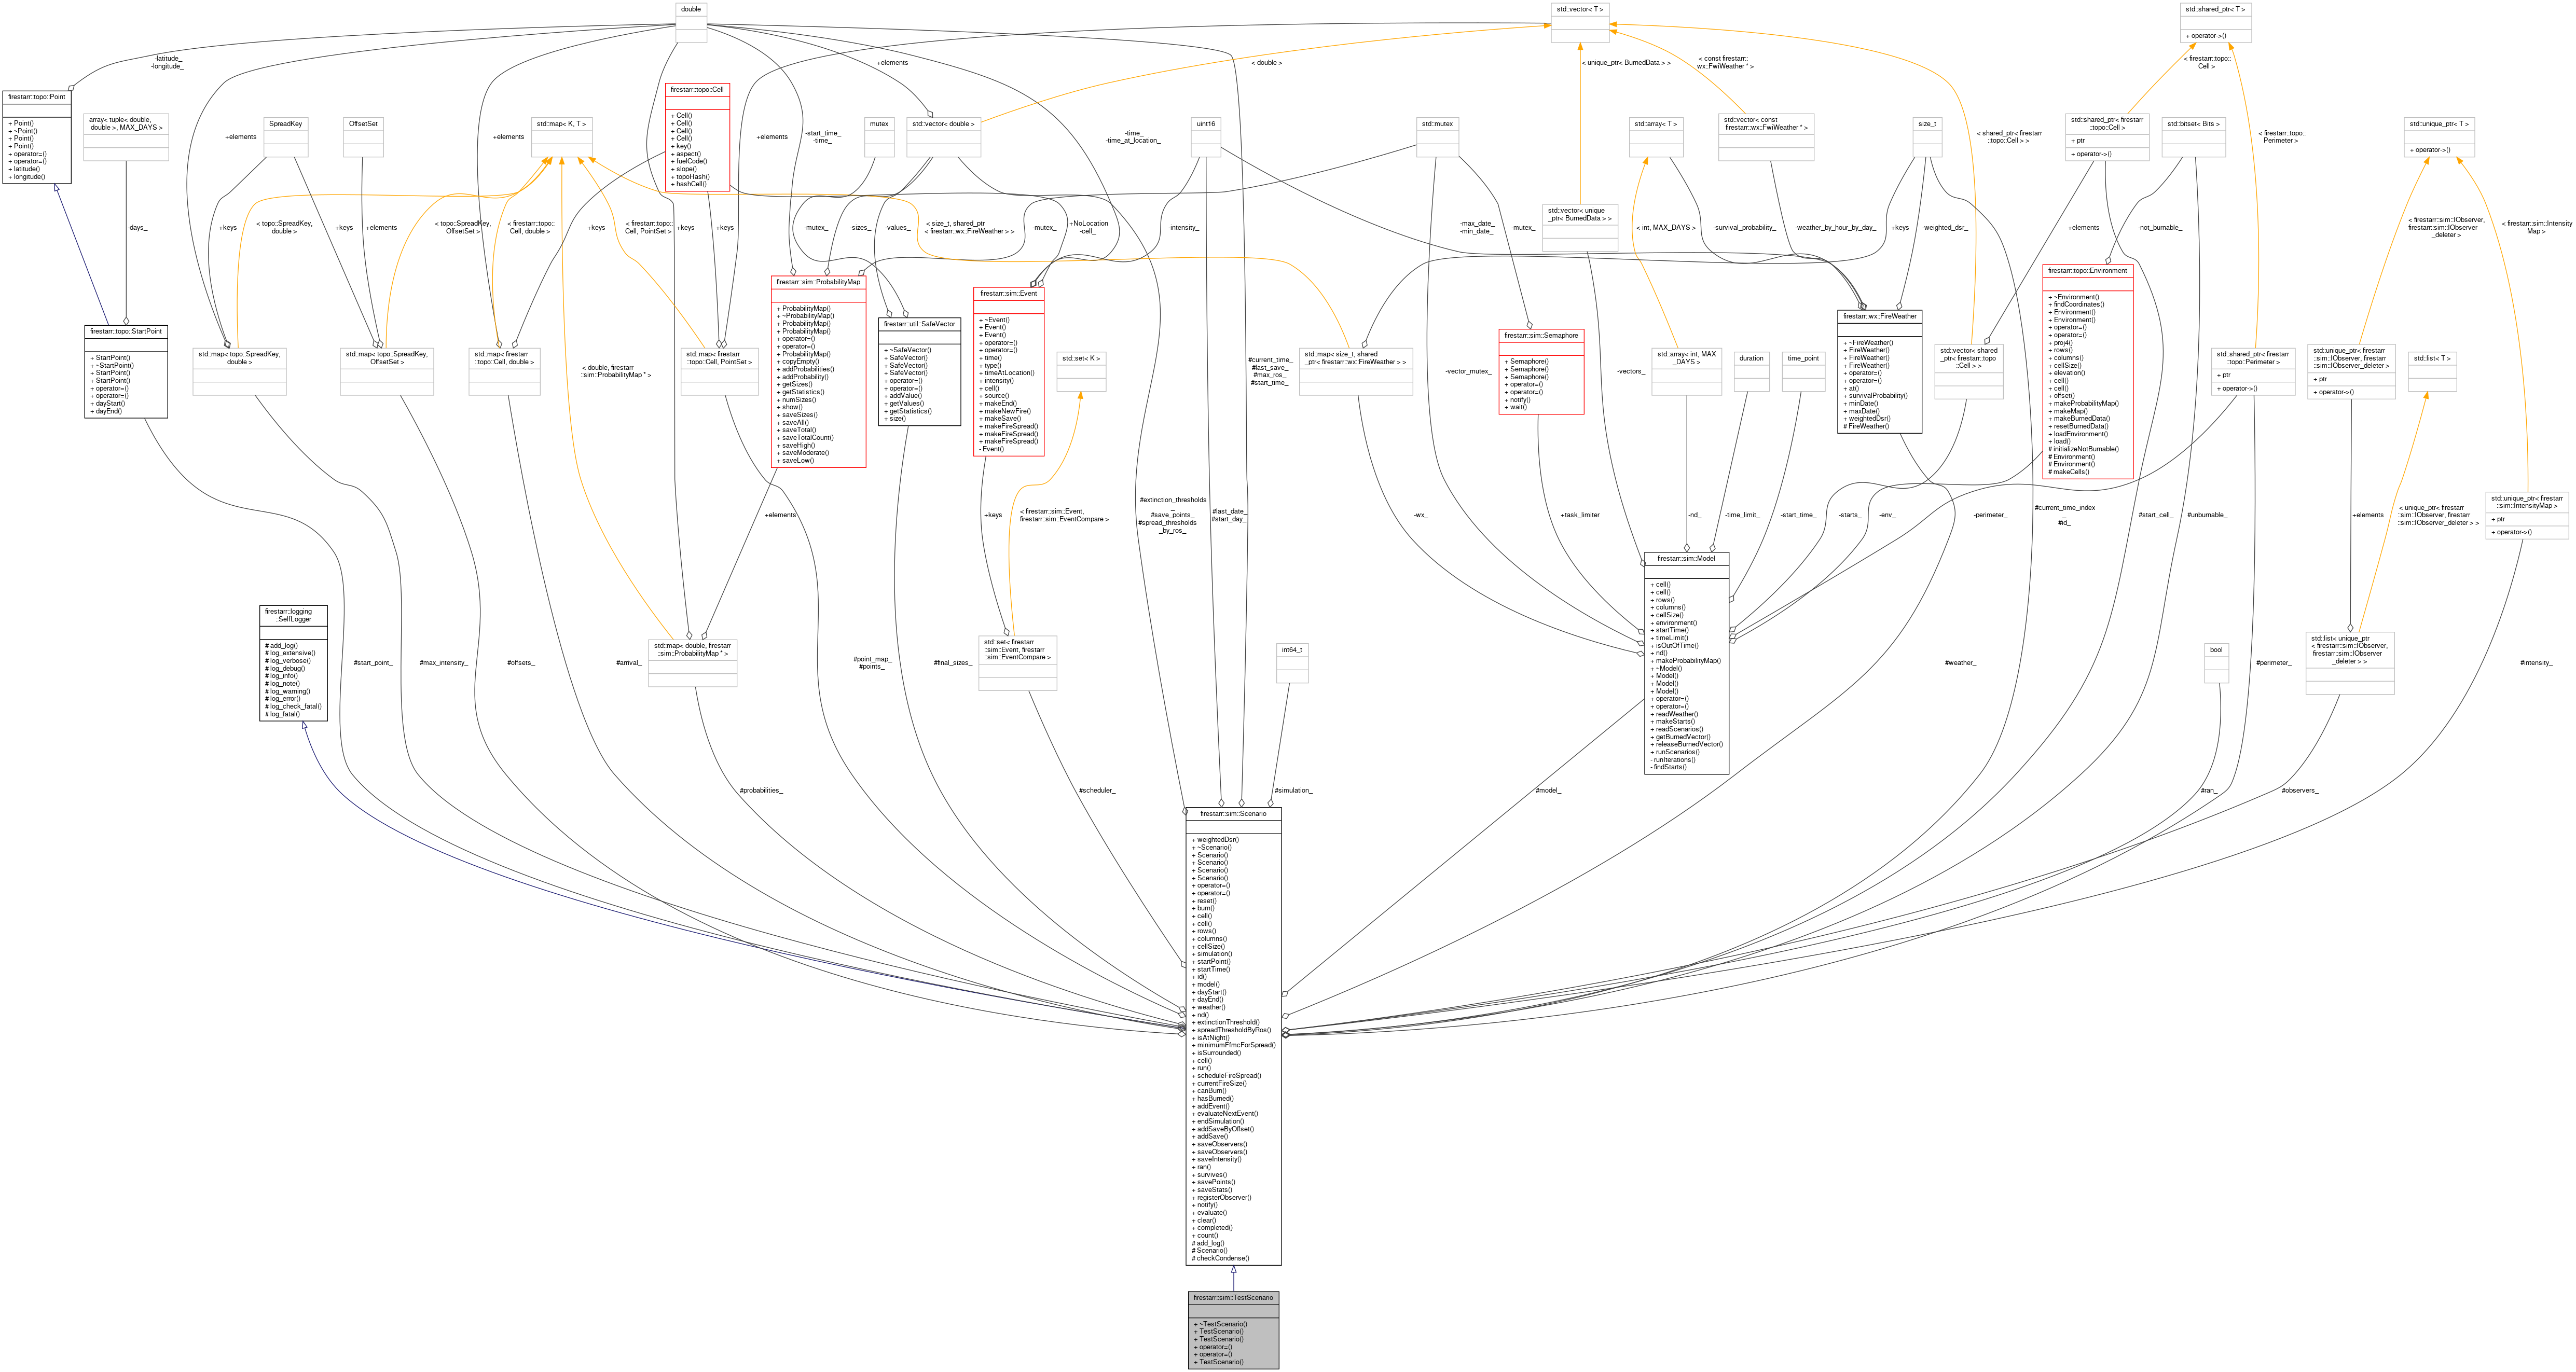 double
std::vector< T >
std::shared_ptr< T >
+ operator->()
-latitude_
-longitude_
+elements
< double >
< unique_ptr< BurnedData > >
< const firestarr::
wx::FwiWeather * >
< firestarr::topo::
Cell >
firestarr::topo::Point
+ Point()
+ ~Point()
+ Point()
+ Point()
+ operator=()
+ operator=()
+ latitude()
+ longitude()
array< tuple< double,
double >, MAX_DAYS >
+elements
SpreadKey
OffsetSet
+elements
std::map< K, T >
firestarr::topo::Cell
+ Cell()
+ Cell()
+ Cell()
+ Cell()
+ key()
+ aspect()
+ fuelCode()
+ slope()
+ topoHash()
+ hashCell()
+elements
-start_time_
-time_
mutex
std::vector< double >
-time_
-time_at_location_
uint16
std::mutex
std::array< T >
std::vector< const
firestarr::wx::FwiWeather * >
size_t
< shared_ptr< firestarr
::topo::Cell > >
std::shared_ptr< firestarr
::topo::Cell >
+ ptr
+ operator->()
std::bitset< Bits >
< firestarr::topo::
Perimeter >
std::unique_ptr< T >
+ operator->()
-days_
+keys
< topo::SpreadKey,
double >
+keys
+elements
< topo::SpreadKey,
OffsetSet >
< firestarr::topo::
Cell, double >
+keys
< firestarr::topo::
Cell, PointSet >
+keys
+keys
-mutex_
-sizes_
-values_
< size_t, shared_ptr
< firestarr::wx::FireWeather > >
-mutex_
+NoLocation
-cell_
-intensity_
-max_date_
-min_date_
-mutex_
std::vector< unique
_ptr< BurnedData > >
< int, MAX_DAYS >
-survival_probability_
-weather_by_hour_by_day_
+keys
-weighted_dsr_
+elements
-not_burnable_
< firestarr::sim::IObserver,
firestarr::sim::IObserver
_deleter >
< firestarr::sim::Intensity
Map >
firestarr::topo::StartPoint
+ StartPoint()
+ ~StartPoint()
+ StartPoint()
+ StartPoint()
+ operator=()
+ operator=()
+ dayStart()
+ dayEnd()
std::map< topo::SpreadKey,
double >
std::map< topo::SpreadKey,
OffsetSet >
std::map< firestarr
::topo::Cell, double >
< double, firestarr
::sim::ProbabilityMap * >
std::map< firestarr
::topo::Cell, PointSet >
firestarr::sim::ProbabilityMap
+ ProbabilityMap()
+ ~ProbabilityMap()
+ ProbabilityMap()
+ ProbabilityMap()
+ operator=()
+ operator=()
+ ProbabilityMap()
+ copyEmpty()
+ addProbabilities()
+ addProbability()
+ getSizes()
+ getStatistics()
+ numSizes()
+ show()
+ saveSizes()
+ saveAll()
+ saveTotal()
+ saveTotalCount()
+ saveHigh()
+ saveModerate()
+ saveLow()
firestarr::util::SafeVector
+ ~SafeVector()
+ SafeVector()
+ SafeVector()
+ SafeVector()
+ operator=()
+ operator=()
+ addValue()
+ getValues()
+ getStatistics()
+ size()
firestarr::sim::Event
+ ~Event()
+ Event()
+ Event()
+ operator=()
+ operator=()
+ time()
+ type()
+ timeAtLocation()
+ intensity()
+ cell()
+ source()
+ makeEnd()
+ makeNewFire()
+ makeSave()
+ makeFireSpread()
+ makeFireSpread()
+ makeFireSpread()
- Event()
std::set< K >
#current_time_
#last_save_
#max_ros_
#start_time_
std::map< size_t, shared
_ptr< firestarr::wx::FireWeather > >
-vector_mutex_
firestarr::sim::Semaphore
+ Semaphore()
+ Semaphore()
+ Semaphore()
+ operator=()
+ operator=()
+ notify()
+ wait()
-vectors_
std::array< int, MAX
_DAYS >
duration
time_point
firestarr::wx::FireWeather
+ ~FireWeather()
+ FireWeather()
+ FireWeather()
+ FireWeather()
+ operator=()
+ operator=()
+ at()
+ survivalProbability()
+ minDate()
+ maxDate()
+ weightedDsr()
# FireWeather()
std::vector< shared
_ptr< firestarr::topo
::Cell > >
firestarr::topo::Environment
+ ~Environment()
+ findCoordinates()
+ Environment()
+ Environment()
+ operator=()
+ operator=()
+ proj4()
+ rows()
+ columns()
+ cellSize()
+ elevation()
+ cell()
+ cell()
+ offset()
+ makeProbabilityMap()
+ makeMap()
+ makeBurnedData()
+ resetBurnedData()
+ loadEnvironment()
+ load()
# initializeNotBurnable()
# Environment()
# Environment()
# makeCells()
std::shared_ptr< firestarr
::topo::Perimeter >
+ ptr
+ operator->()
std::unique_ptr< firestarr
::sim::IObserver, firestarr
::sim::IObserver_deleter >
+ ptr
+ operator->()
std::list< T >
+elements
+keys
< firestarr::sim::Event,
firestarr::sim::EventCompare >
#extinction_thresholds
_
#save_points_
#spread_thresholds
_by_ros_
#last_date_
#start_day_
-wx_
+task_limiter
-nd_
-time_limit_
-start_time_
-starts_
-env_
-perimeter_
#current_time_index
_
#id_
#start_cell_
#unburnable_
+elements
< unique_ptr< firestarr
::sim::IObserver, firestarr
::sim::IObserver_deleter > >
std::unique_ptr< firestarr
::sim::IntensityMap >
+ ptr
+ operator->()
firestarr::logging
::SelfLogger
# add_log()
# log_extensive()
# log_verbose()
# log_debug()
# log_info()
# log_note()
# log_warning()
# log_error()
# log_check_fatal()
# log_fatal()
#start_point_
#max_intensity_
#offsets_
#arrival_
std::map< double, firestarr
::sim::ProbabilityMap * >
#point_map_
#points_
#final_sizes_
std::set< firestarr
::sim::Event, firestarr
::sim::EventCompare >
int64_t
firestarr::sim::Model
+ cell()
+ cell()
+ rows()
+ columns()
+ cellSize()
+ environment()
+ startTime()
+ timeLimit()
+ isOutOfTime()
+ nd()
+ makeProbabilityMap()
+ ~Model()
+ Model()
+ Model()
+ Model()
+ operator=()
+ operator=()
+ readWeather()
+ makeStarts()
+ readScenarios()
+ getBurnedVector()
+ releaseBurnedVector()
+ runScenarios()
- runIterations()
- findStarts()
#weather_
bool
#perimeter_
std::list< unique_ptr
< firestarr::sim::IObserver,
firestarr::sim::IObserver
_deleter > >
#intensity_
#probabilities_
#scheduler_
#simulation_
#model_
#ran_
#observers_
firestarr::sim::Scenario
+ weightedDsr()
+ ~Scenario()
+ Scenario()
+ Scenario()
+ Scenario()
+ Scenario()
+ operator=()
+ operator=()
+ reset()
+ burn()
+ cell()
+ cell()
+ rows()
+ columns()
+ cellSize()
+ simulation()
+ startPoint()
+ startTime()
+ id()
+ model()
+ dayStart()
+ dayEnd()
+ weather()
+ nd()
+ extinctionThreshold()
+ spreadThresholdByRos()
+ isAtNight()
+ minimumFfmcForSpread()
+ isSurrounded()
+ cell()
+ run()
+ scheduleFireSpread()
+ currentFireSize()
+ canBurn()
+ hasBurned()
+ addEvent()
+ evaluateNextEvent()
+ endSimulation()
+ addSaveByOffset()
+ addSave()
+ saveObservers()
+ saveObservers()
+ saveIntensity()
+ ran()
+ survives()
+ savePoints()
+ saveStats()
+ registerObserver()
+ notify()
+ evaluate()
+ clear()
+ completed()
+ count()
# add_log()
# Scenario()
# checkCondense()
firestarr::sim::TestScenario
+ ~TestScenario()
+ TestScenario()
+ TestScenario()
+ operator=()
+ operator=()
+ TestScenario()